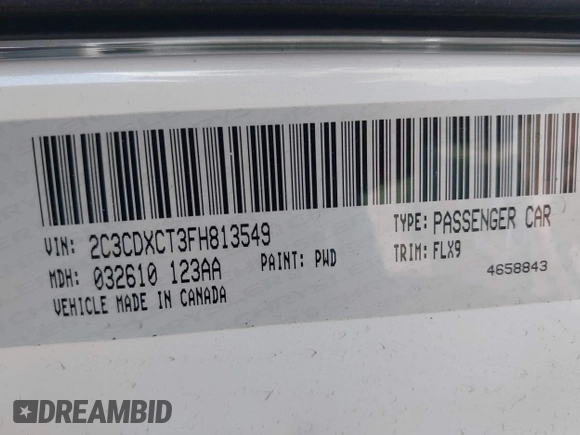 VIN: 2C3CDXCT3FH813549 TYPE: PASSENGER CAR
MDH: 032610 123AA PAINT: PWD TRIM: FLX9
VEHICLE MADE IN CANADA 4658843
DREAMBID